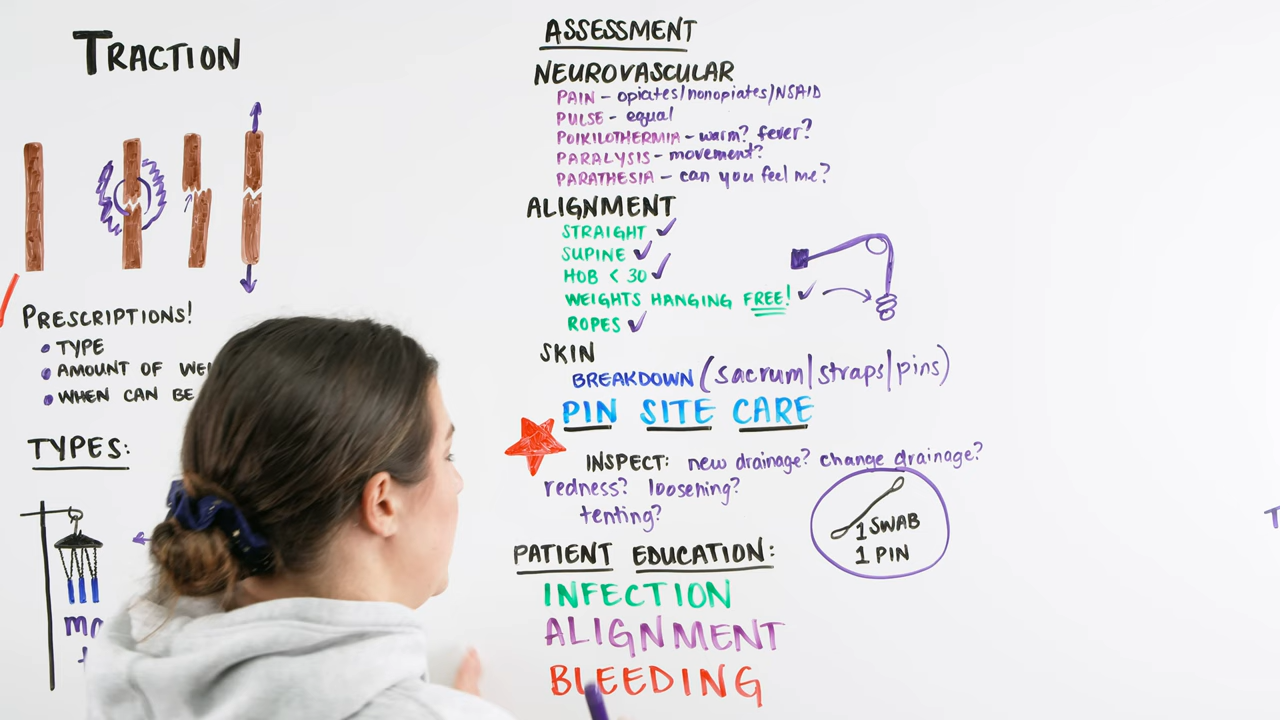 TRACTION
PRESCRIPTIONS!
TYPE
AMOUNT OF
WHEN CAN BE
TYPES:
ASSESSMENT
NEUROVASCULAR
PAIN – opiates/nonopiates/NSAID
PULSE – equal
POIKILOTHERMIA – warm? fever?
PARALYSIS – movement?
PARATHESIA – can you feel me?
ALIGNMENT
STRAIGHT ✓
SUPINE ✓
HOB < 30 ✓
WEIGHTS HANGING FREE! ✓
ROPES ✓
SKIN
BREAKDOWN (sacrum|straps|pins)
PIN SITE CARE
INSPECT: new drainage? change drainage?
redness? loosening?
tenting?
1 SWAB
1 PIN
PATIENT EDUCATION:
INFECTION
ALIGNMENT
BLEEDING